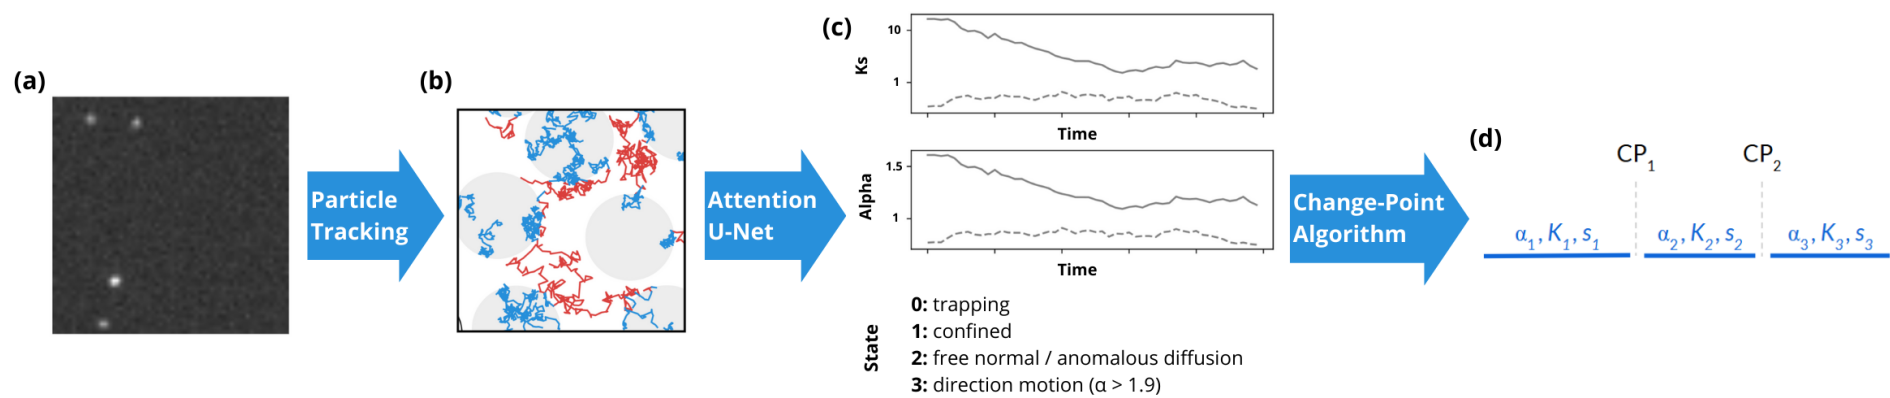 (a)
Particle
Tracking
(b)
Attention
U-Net
(c)
Ks
10
1
Time
Alpha
1.5
1
Time
State
0: trapping
1: confined
2: free normal / anomalous diffusion
3: direction motion (α > 1.9)
Change-Point
Algorithm
(d)
CP1 CP2
α1, K1, s1 α2, K2, s2 α3, K3, s3